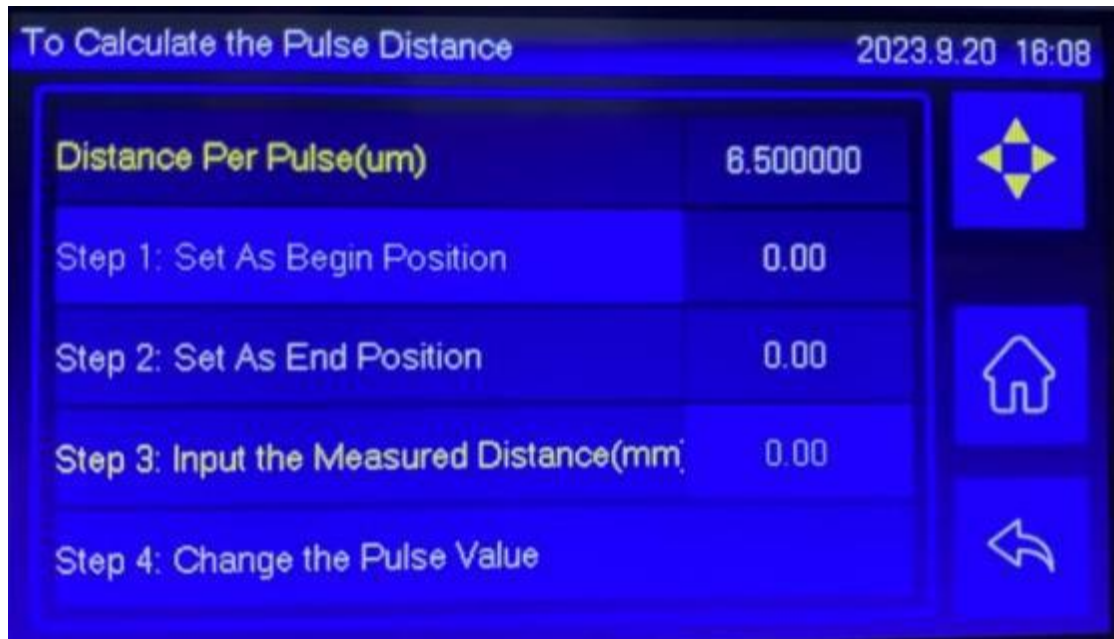 To Calculate the Pulse Distance 2023.9.20 16:08
Distance Per Pulse(um) 6.500000
Step 1: Set As Begin Position 0.00
Step 2: Set As End Position 0.00
Step 3: Input the Measured Distance(mm) 0.00
Step 4: Change the Pulse Value